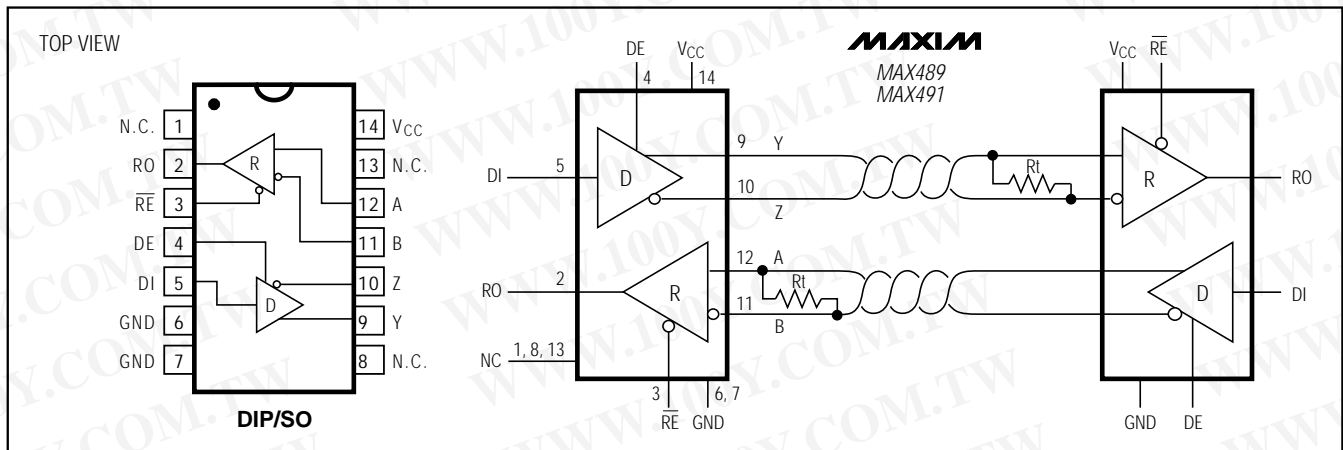 TOP VIEW
N.C. 1
RO 2
R̅E̅ 3
DE 4
DI 5
GND 6
GND 7
14 VCC
13 N.C.
12 A
11 B
10 Z
9 Y
8 N.C.
R
D
DIP/SO
MAXIM
MAX489
MAX491
DE
4
VCC
14
DI
5
D
9 Y
10
Z
Rt
12 A
11
B
Rt
RO
2
R
NC
1, 8, 13
3
R̅E̅
6, 7
GND
VCC
R̅E̅
R
RO
D
DI
GND
DE
WWW.100Y.COM.TW